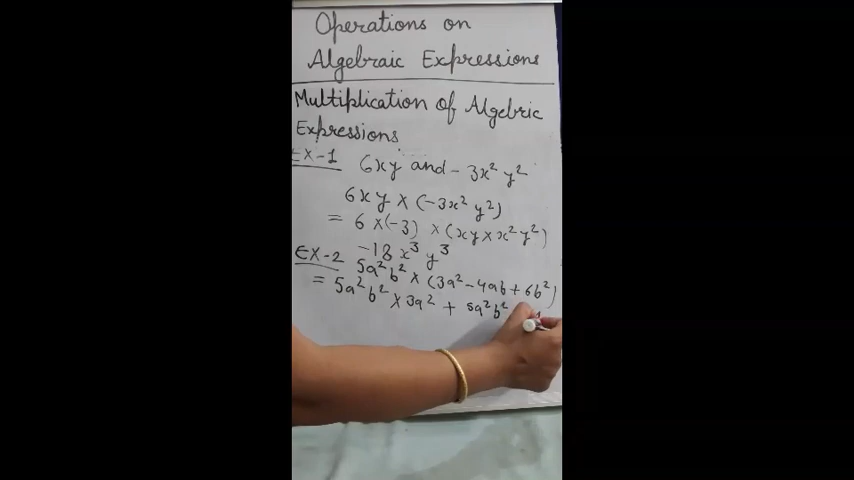 Operations on
Algebraic Expressions
Multiplication of Algebric
Expressions
EX-1 6xy and - 3x² y²
6xy × (-3x² y²)
= 6 × (-3) × (xy × x² y²)
-18 x³ y³
EX-2 5a² b² × (3a² - 4ab + 6b²)
= 5a² b² × 3a² + 5a² b²